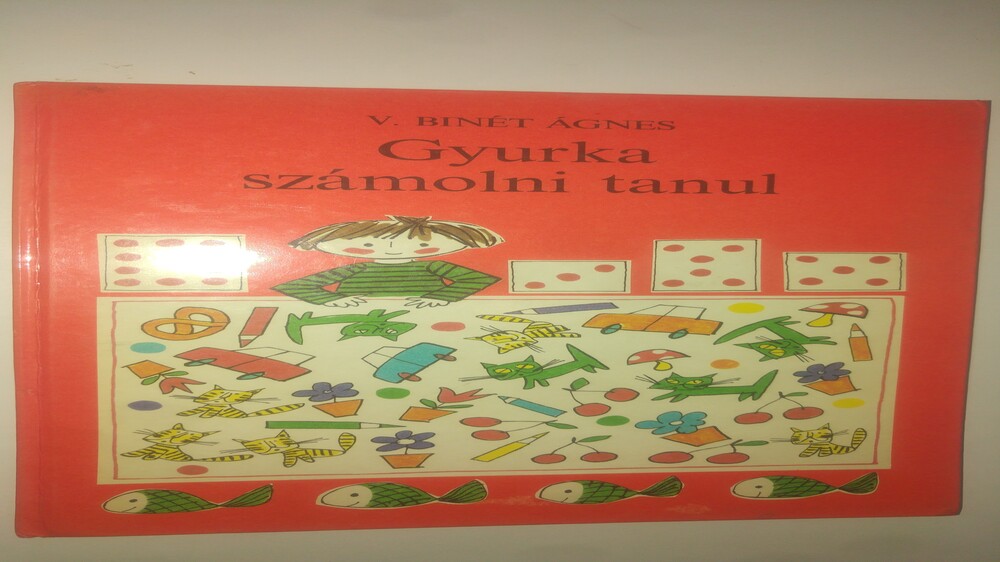 V. BINÉT ÁGNES
Gyurka
számolni tanul